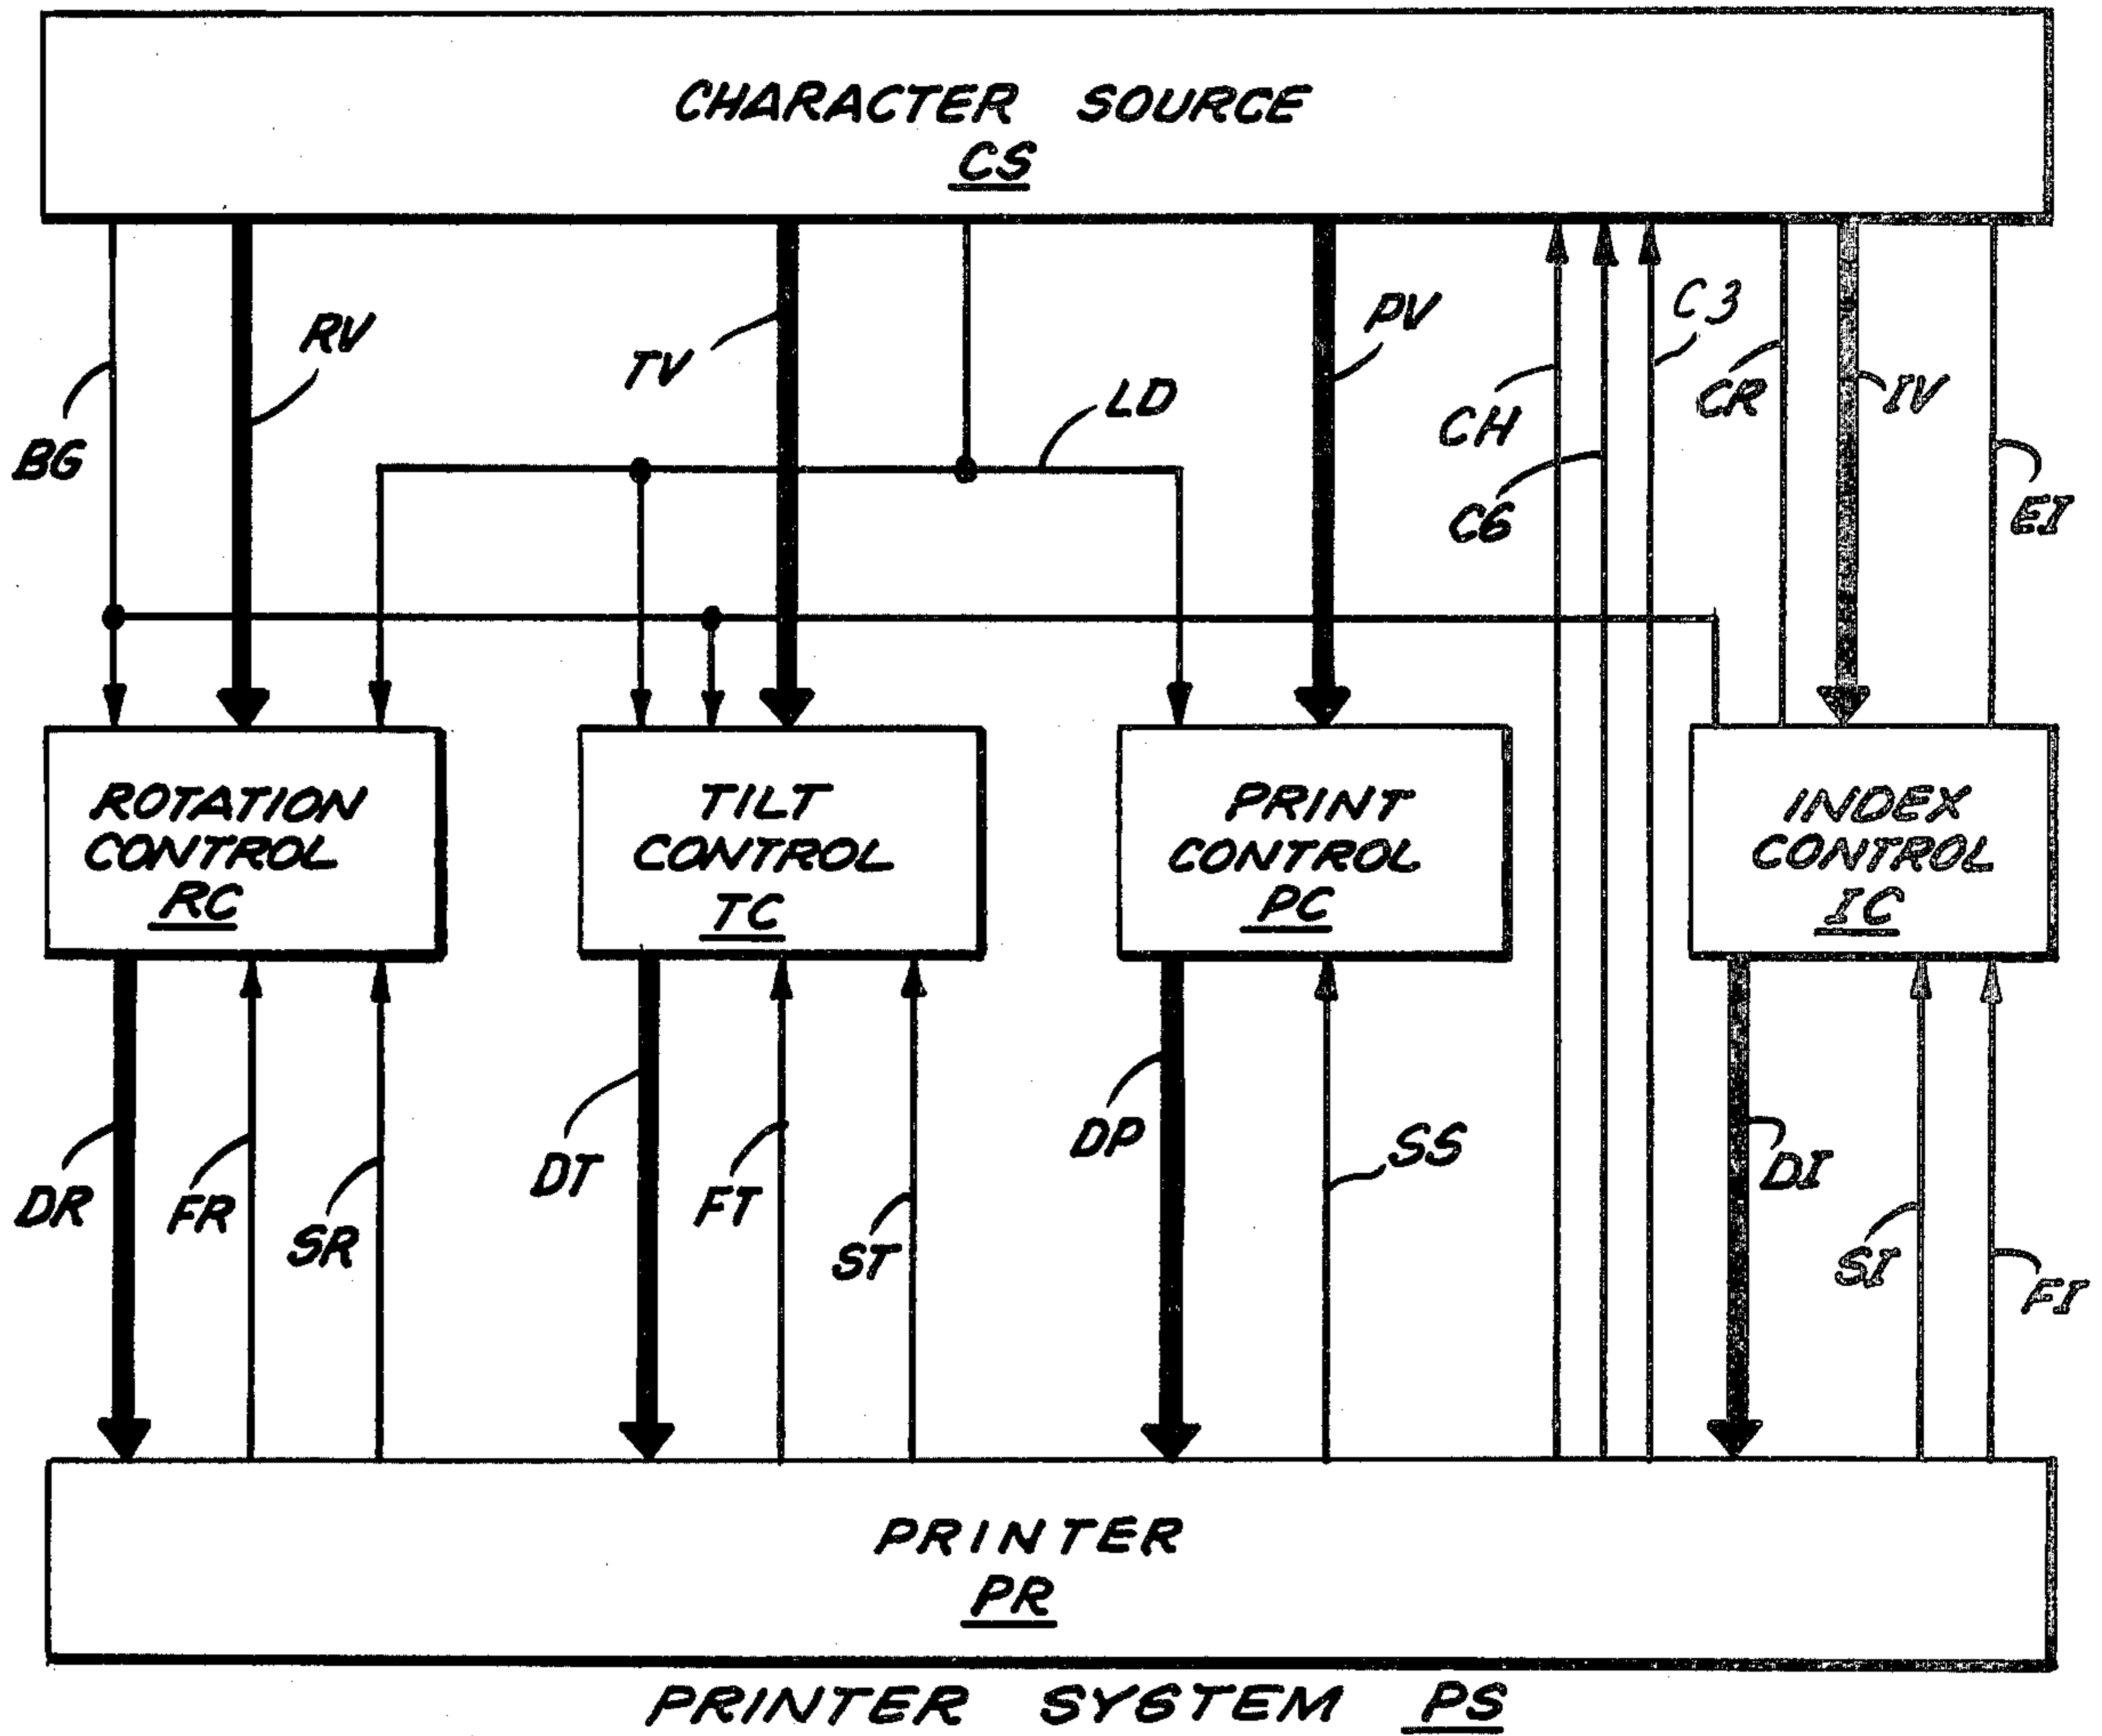 CHARACTER SOURCE
CS
BG
RV
TV
LD
PV
CH
C6
C3
CR
IV
EI
ROTATION
CONTROL
RC
TILT
CONTROL
TC
PRINT
CONTROL
PC
INDEX
CONTROL
IC
DR
FR
SR
DT
FT
ST
DP
SS
DI
SI
FI
PRINTER
PR
PRINTER SYSTEM PS